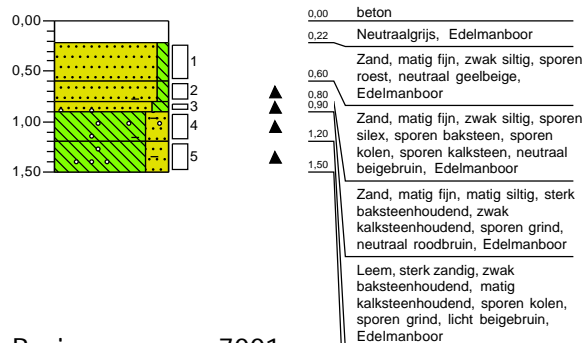 0,00
0,50
1,00
1,50
1
2
3
4
5
0,00 beton
0,22 Neutraalgrijs, Edelmanboor
Zand, matig fijn, zwak siltig, sporen
roest, neutraal geelbeige,
0,60 Edelmanboor
0,80
0,90
Zand, matig fijn, zwak siltig, sporen
silex, sporen baksteen, sporen
1,20 kolen, sporen kalksteen, neutraal
beigebruin, Edelmanboor
1,50
Zand, matig fijn, matig siltig, sterk
baksteenhoudend, zwak
kalksteenhoudend, sporen grind,
neutraal roodbruin, Edelmanboor
Leem, sterk zandig, zwak
baksteenhoudend, matig
kalksteenhoudend, sporen kolen,
sporen grind, licht beigebruin,
Edelmanboor